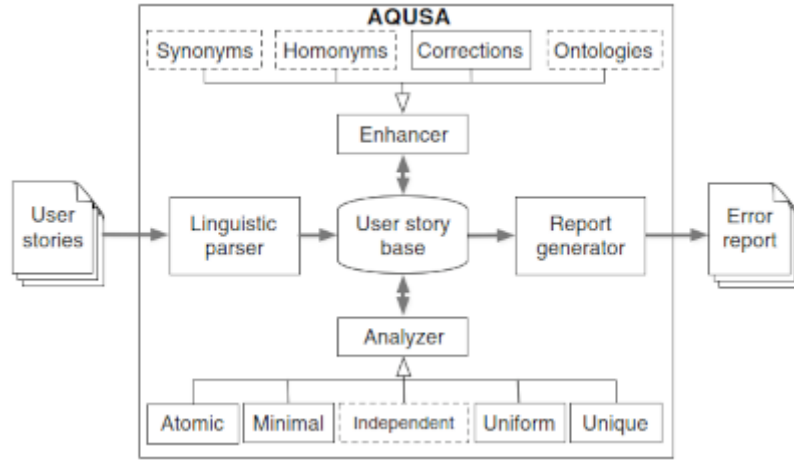 AQUSA
Synonyms
Homonyms
Corrections
Ontologies
Enhancer
User
stories
Linguistic
parser
User story
base
Report
generator
Error
report
Analyzer
Atomic
Minimal
Independent
Uniform
Unique